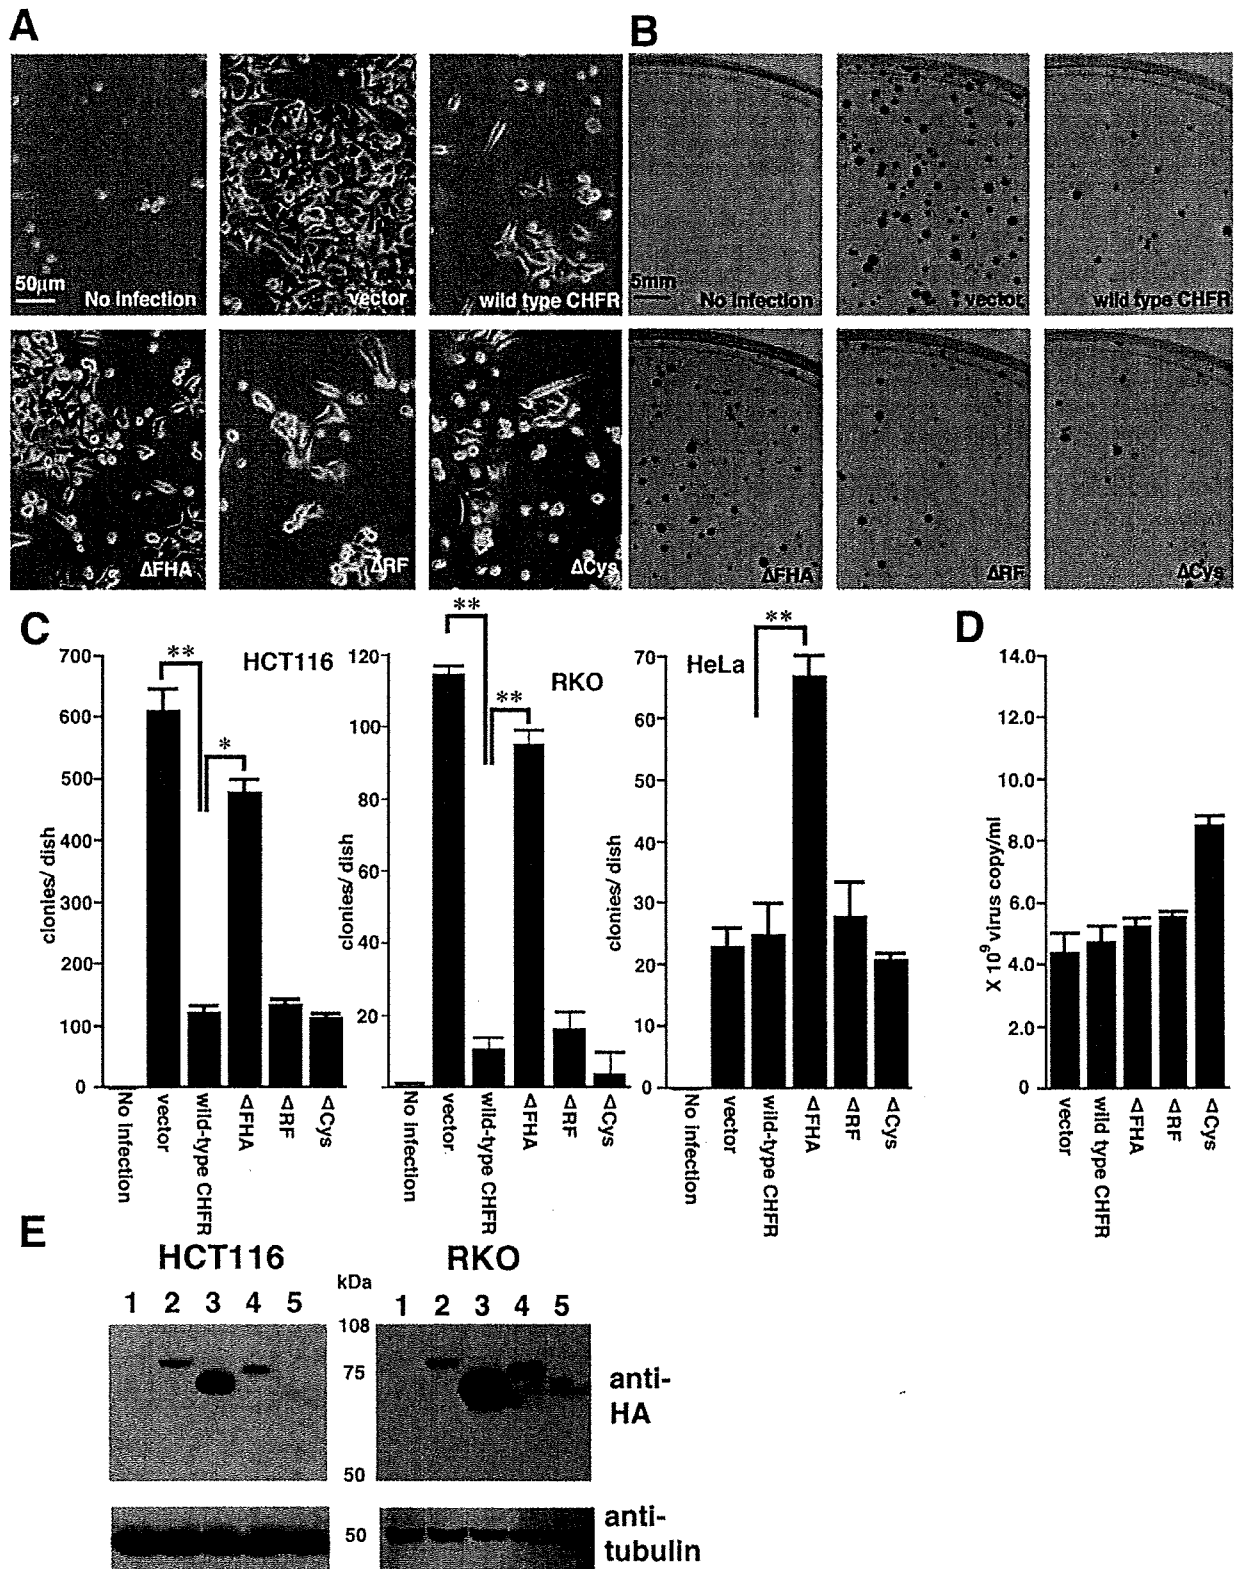 A
B
50µm
No infection
vector
wild type CHFR
5mm
No infection
vector
wild type CHFR
ΔFHA
ΔRF
ΔCys
ΔFHA
ΔRF
ΔCys
C
HCT116
**
*
700
600
500
400
300
200
100
0
clonies/ dish
No infection
vector
wild-type CHFR
ΔFHA
ΔRF
ΔCys
RKO
**
**
120
100
80
60
40
20
clonies/ dish
No infection
vector
wild-type CHFR
ΔFHA
ΔRF
ΔCys
HeLa
**
70
60
50
40
30
20
10
0
clonies/ dish
No infection
vector
wild-type CHFR
ΔFHA
ΔRF
ΔCys
D
14.0
12.0
10.0
8.0
6.0
4.0
2.0
0
X 10⁹ virus copy/ml
vector
wild type CHFR
ΔFHA
ΔRF
ΔCys
E
HCT116
RKO
1 2 3 4 5
kDa
1 2 3 4 5
108
75
50
anti-
HA
50
anti-
tubulin